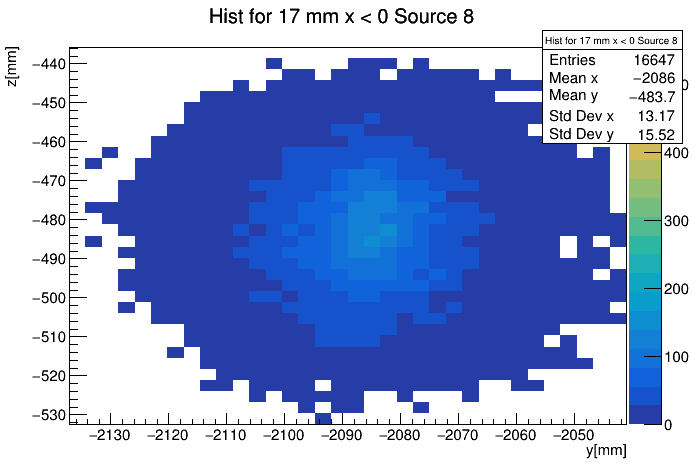 Hist for 17 mm x < 0 Source 8
Hist for 17 mm x < 0 Source 8
Entries 16647
Mean x −2086
Mean y −483.7
Std Dev x 13.17
Std Dev y 15.52
z[mm]
−440
−450
−460
−470
−480
−490
−500
−510
−520
−530
−2130 −2120 −2110 −2100 −2090 −2080 −2070 −2060 −2050
y[mm]
400
300
200
100
0